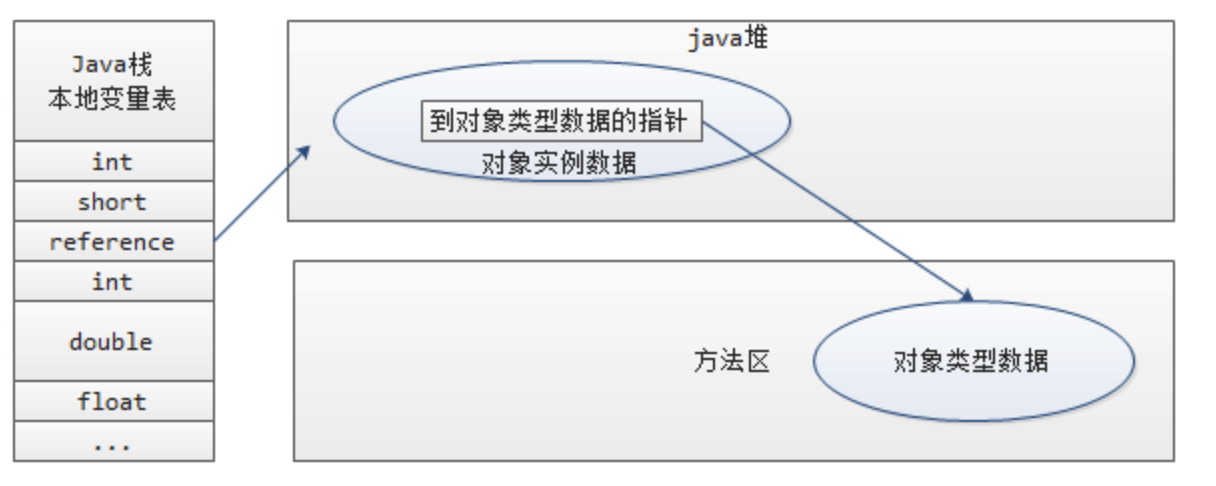 Java栈
本地变量表
int
short
reference
int
double
float
...
java堆
到对象类型数据的指针
对象实例数据
方法区
对象类型数据